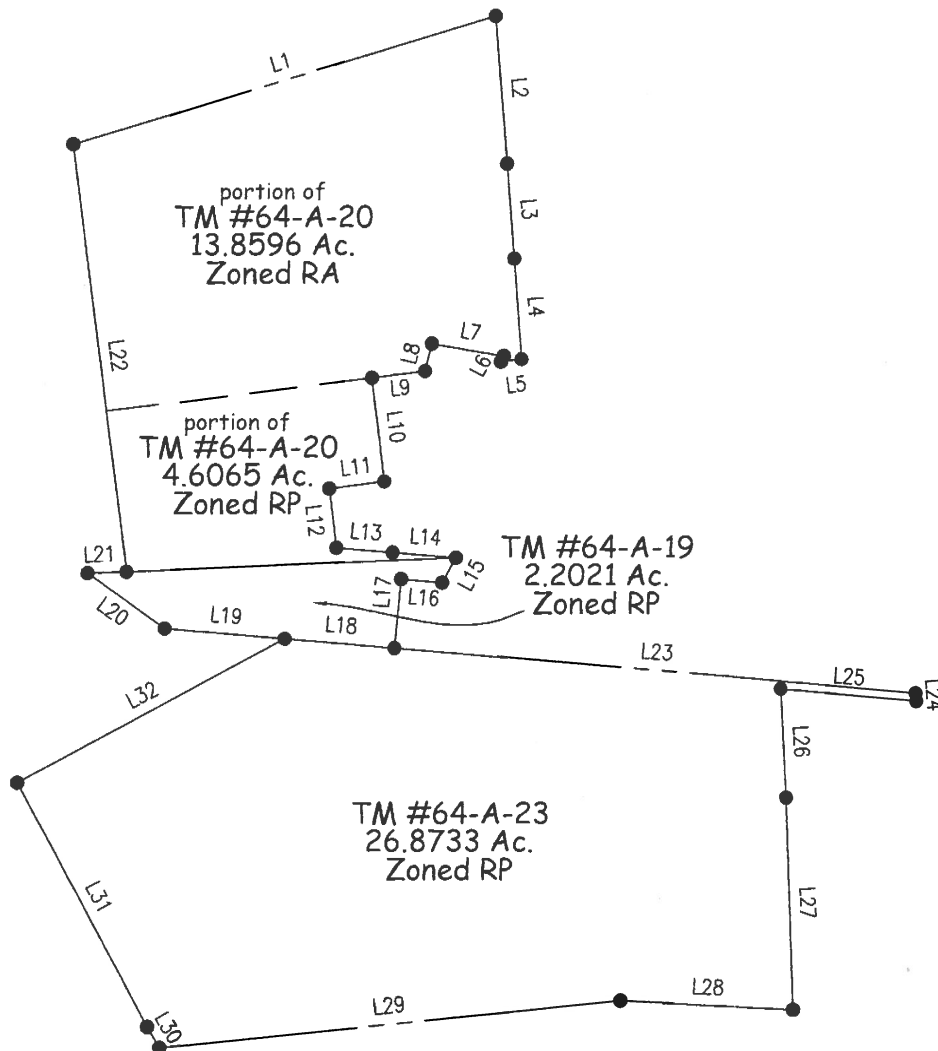 L1
L2
portion of
TM #64-A-20
13.8596 Ac.
Zoned RA
L3
L4
L7
L8
L6
L5
L22
L9
portion of
TM #64-A-20
4.6065 Ac.
Zoned RP
L10
L11
L12
L13
L14
TM #64-A-19
2.2021 Ac.
Zoned RP
L21
L15
L17
L16
L20
L19
L18
L23
L25
L24
L32
L26
TM #64-A-23
26.8733 Ac.
Zoned RP
L31
L27
L28
L29
L30